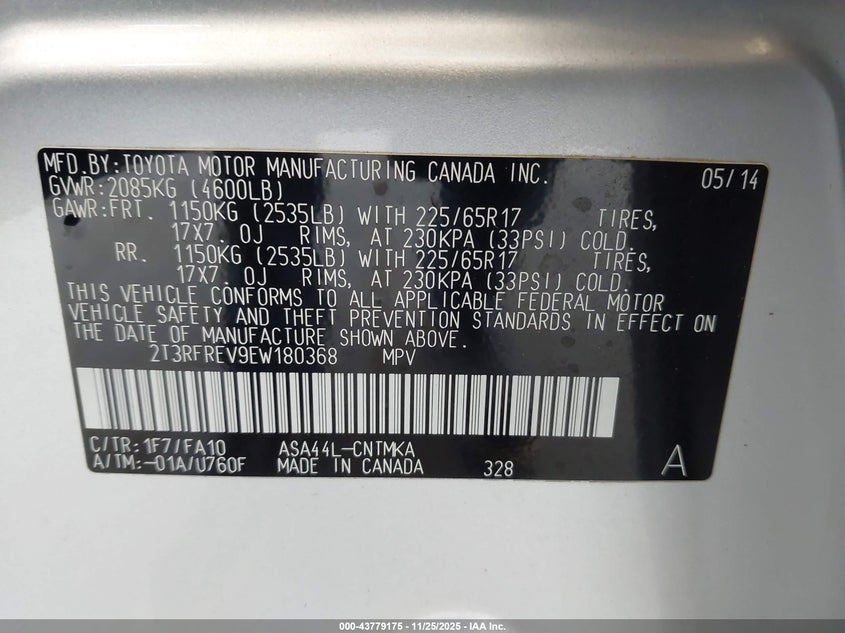 MFD.BY:TOYOTA MOTOR MANUFACTURING CANADA INC. 05/14
GVWR:2085KG (4600LB)
GAWR:FRT. 1150KG (2535LB) WITH 225/65R17 TIRES,
17X7. 0J RIMS, AT 230KPA (33PSI) COLD.
RR. 1150KG (2535LB) WITH 225/65R17 TIRES,
17X7. 0J RIMS, AT 230KPA (33PSI) COLD.
THIS VEHICLE CONFORMS TO ALL APPLICABLE FEDERAL MOTOR
VEHICLE SAFETY AND THEFT PREVENTION STANDARDS IN EFFECT ON
THE DATE OF MANUFACTURE SHOWN ABOVE.
2T3RFREV9EW180368 MPV
C/TR:1F7/FA10 ASA44L-CNTMKA
A/TM:-01A/U760F MADE IN CANADA 328 A
000-43779175 - 11/25/2025 - IAA Inc.